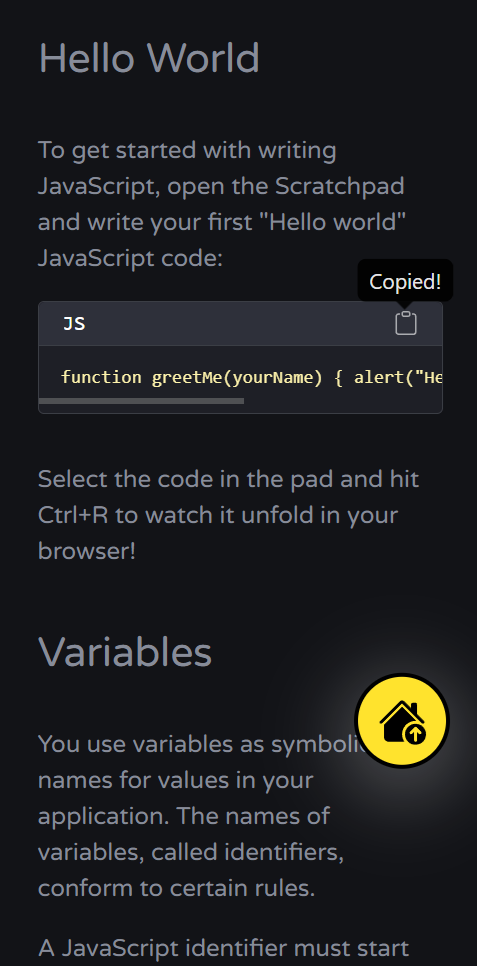 Hello World
To get started with writing
JavaScript, open the Scratchpad
and write your first "Hello world"
JavaScript code:
Copied!
JS
function greetMe(yourName) { alert("He
Select the code in the pad and hit
Ctrl+R to watch it unfold in your
browser!
Variables
You use variables as symbolic
names for values in your
application. The names of
variables, called identifiers,
conform to certain rules.
A JavaScript identifier must start